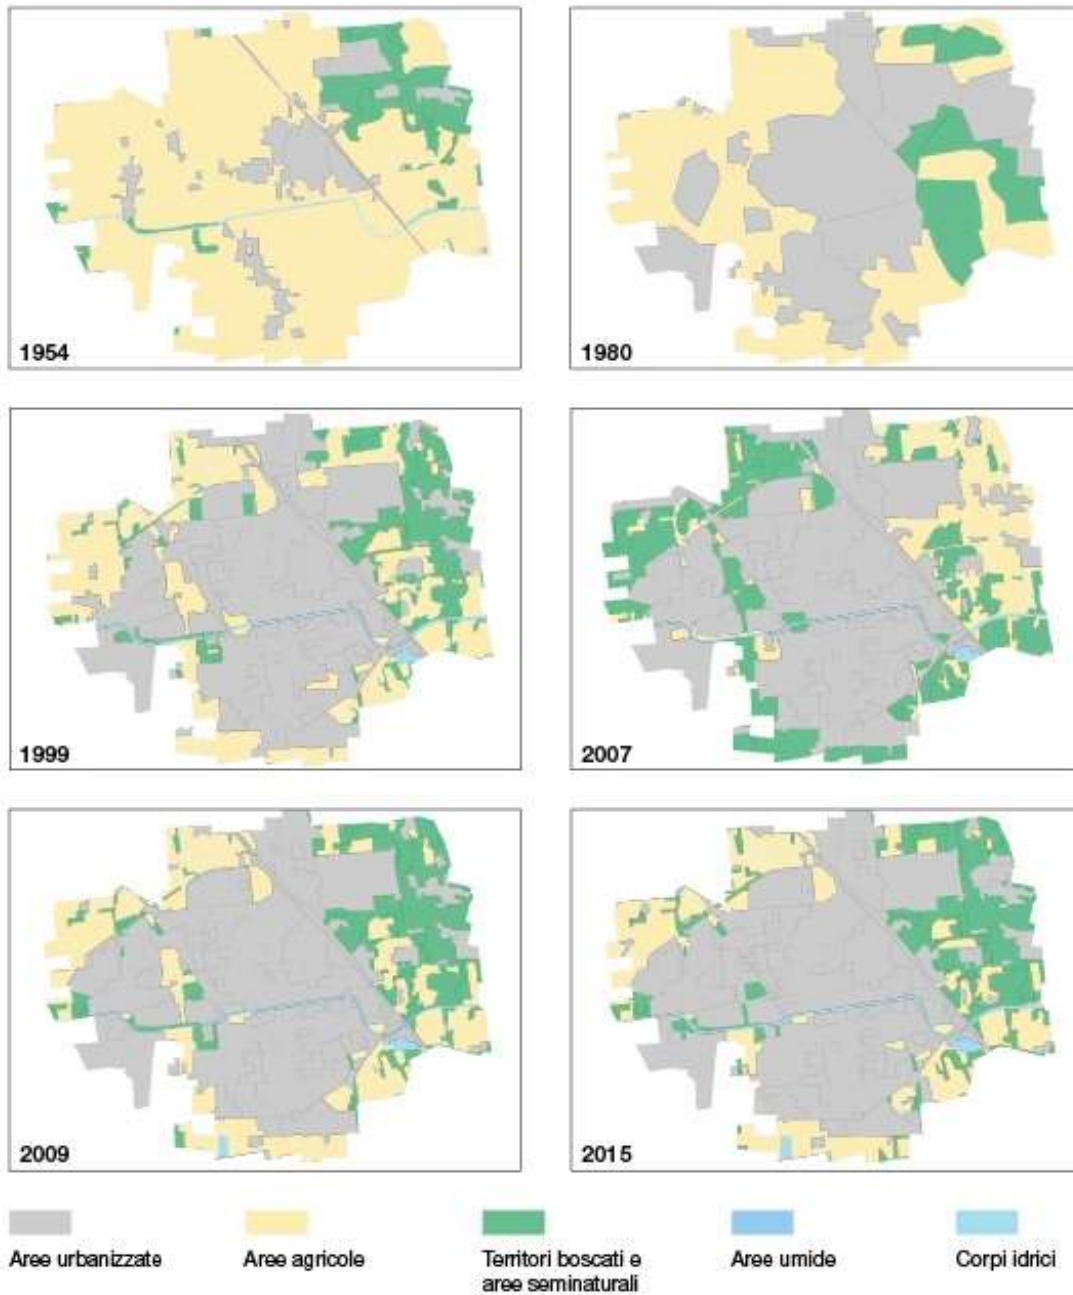 1954
1980
1999
2007
2009
2015
Aree urbanizzate
Aree agricole
Territori boscati e
aree seminaturali
Aree umide
Corpi idrici